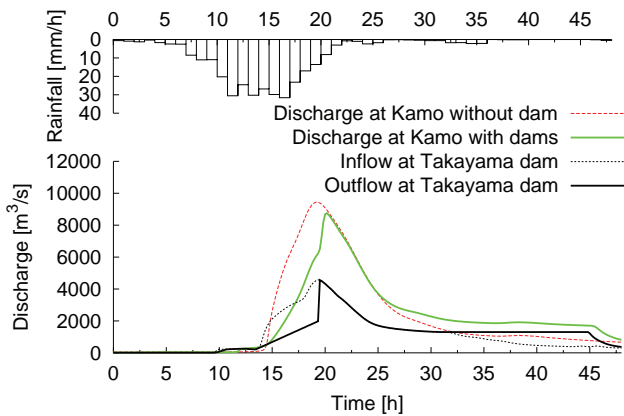 0 5 10 15 20 25 30 35 40 45
Rainfall [mm/h]
0
10
20
30
40
Discharge at Kamo without dam
Discharge at Kamo with dams
Inflow at Takayama dam
Outflow at Takayama dam
Discharge [m³/s]
12000
10000
8000
6000
4000
2000
0
0 5 10 15 20 25 30 35 40 45
Time [h]